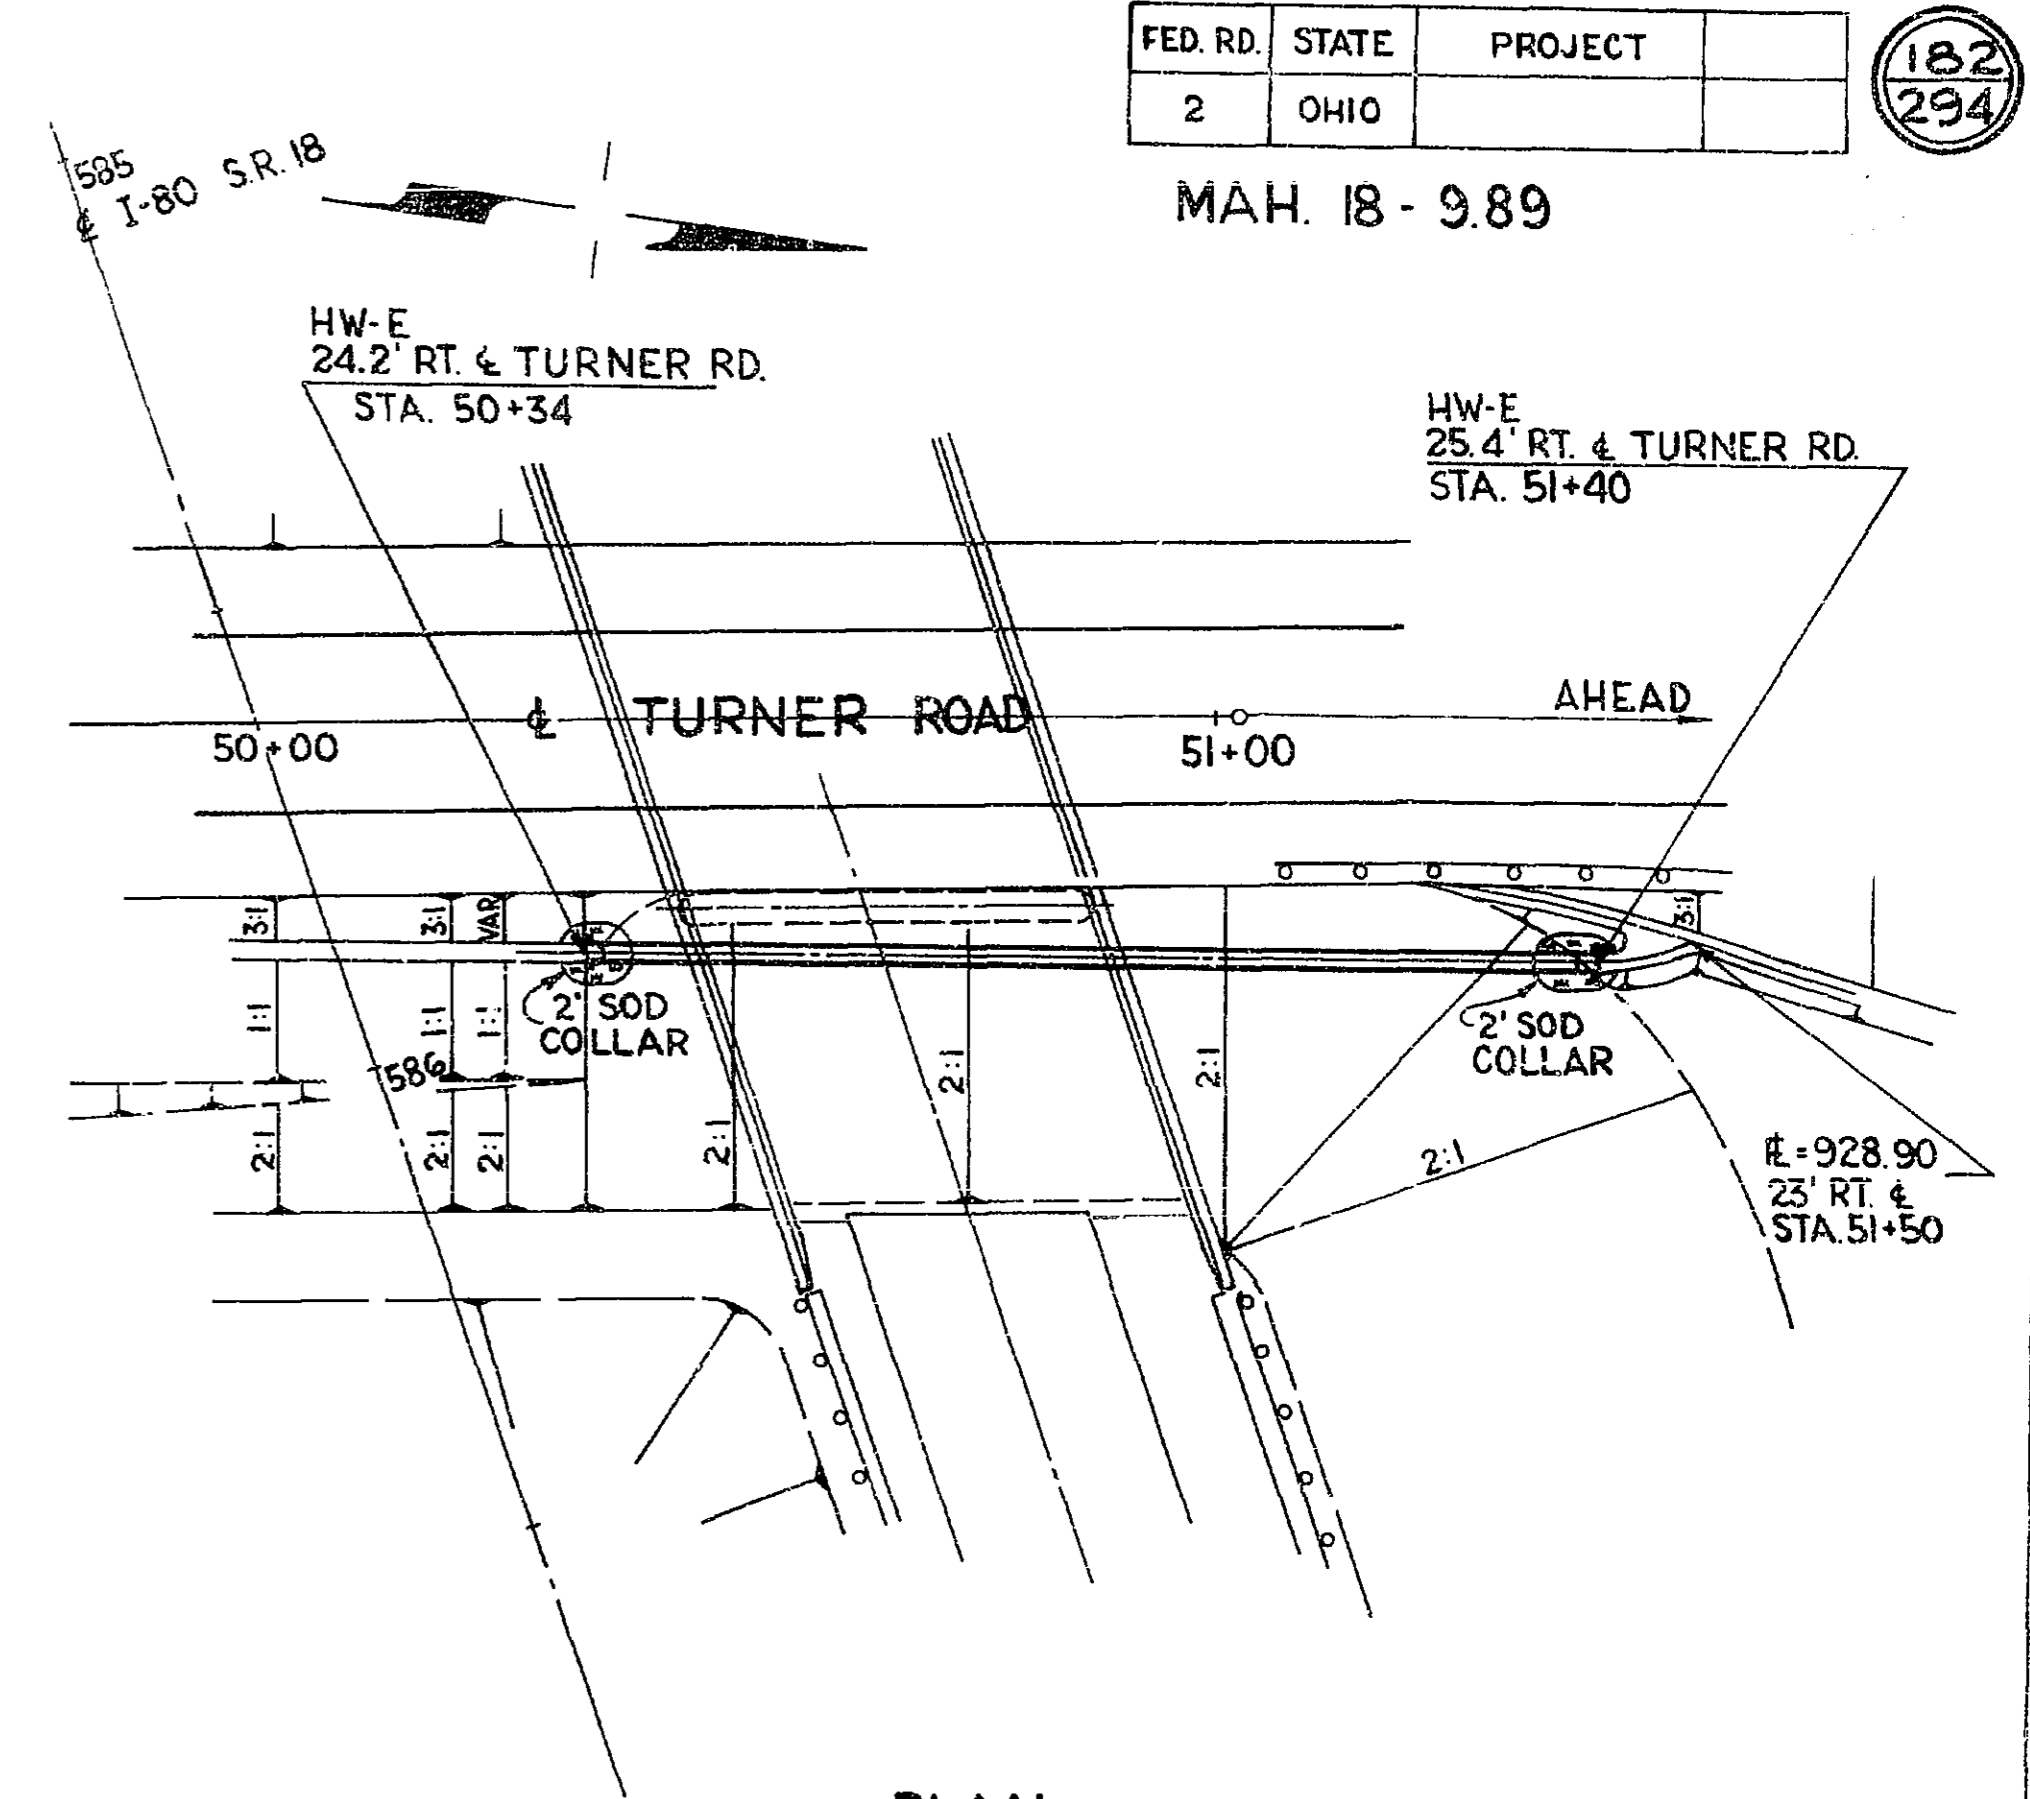 FED. RD. STATE PROJECT
2 OHIO
182
294
MAH. 18 - 9.89
585
℄ I-80 S.R. 18
HW-E
24.2' RT. ℄ TURNER RD.
STA. 50+34
HW-E
25.4' RT. ℄ TURNER RD.
STA. 51+40
℄ TURNER ROAD
AHEAD
50+00
51+00
3:1
3:1
VAR
3:1
2' SOD
COLLAR
2' SOD
COLLAR
1:1
1:1
1:1
586
2:1
2:1
2:1
2:1
2:1
2:1
2:1
℄=928.90
23' RT. ℄
STA. 51+50